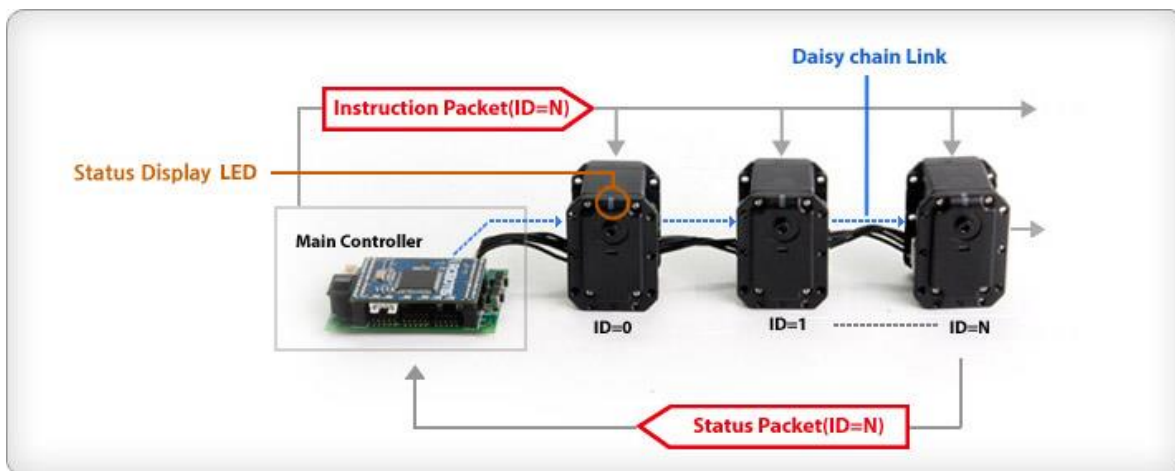 Daisy chain Link
Instruction Packet(ID=N)
Status Display LED
Main Controller
ROBOTIS
ID=0
ID=1
ID=N
Status Packet(ID=N)